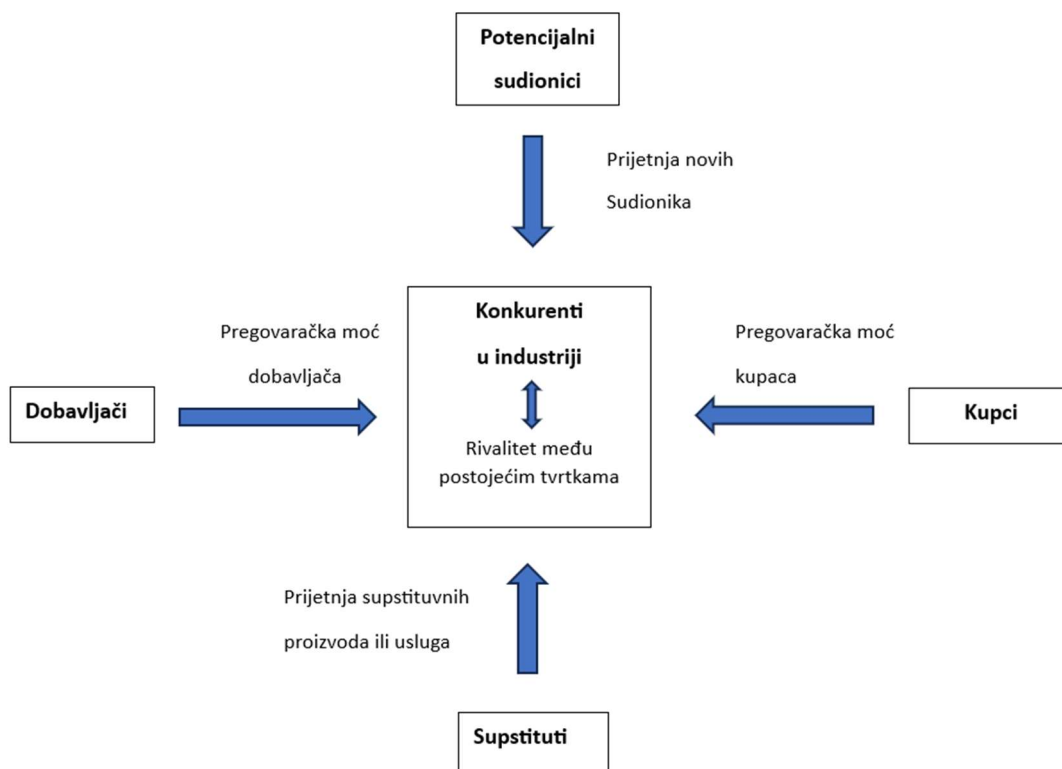 Potencijalni
sudionici
Prijetnja novih
Sudionika
Konkurenti
u industriji
Rivalitet među
postojećim tvrtkama
Pregovaračka moć
dobavljača
Dobavljači
Pregovaračka moć
kupaca
Kupci
Prijetnja supstituvnih
proizvoda ili usluga
Supstituti